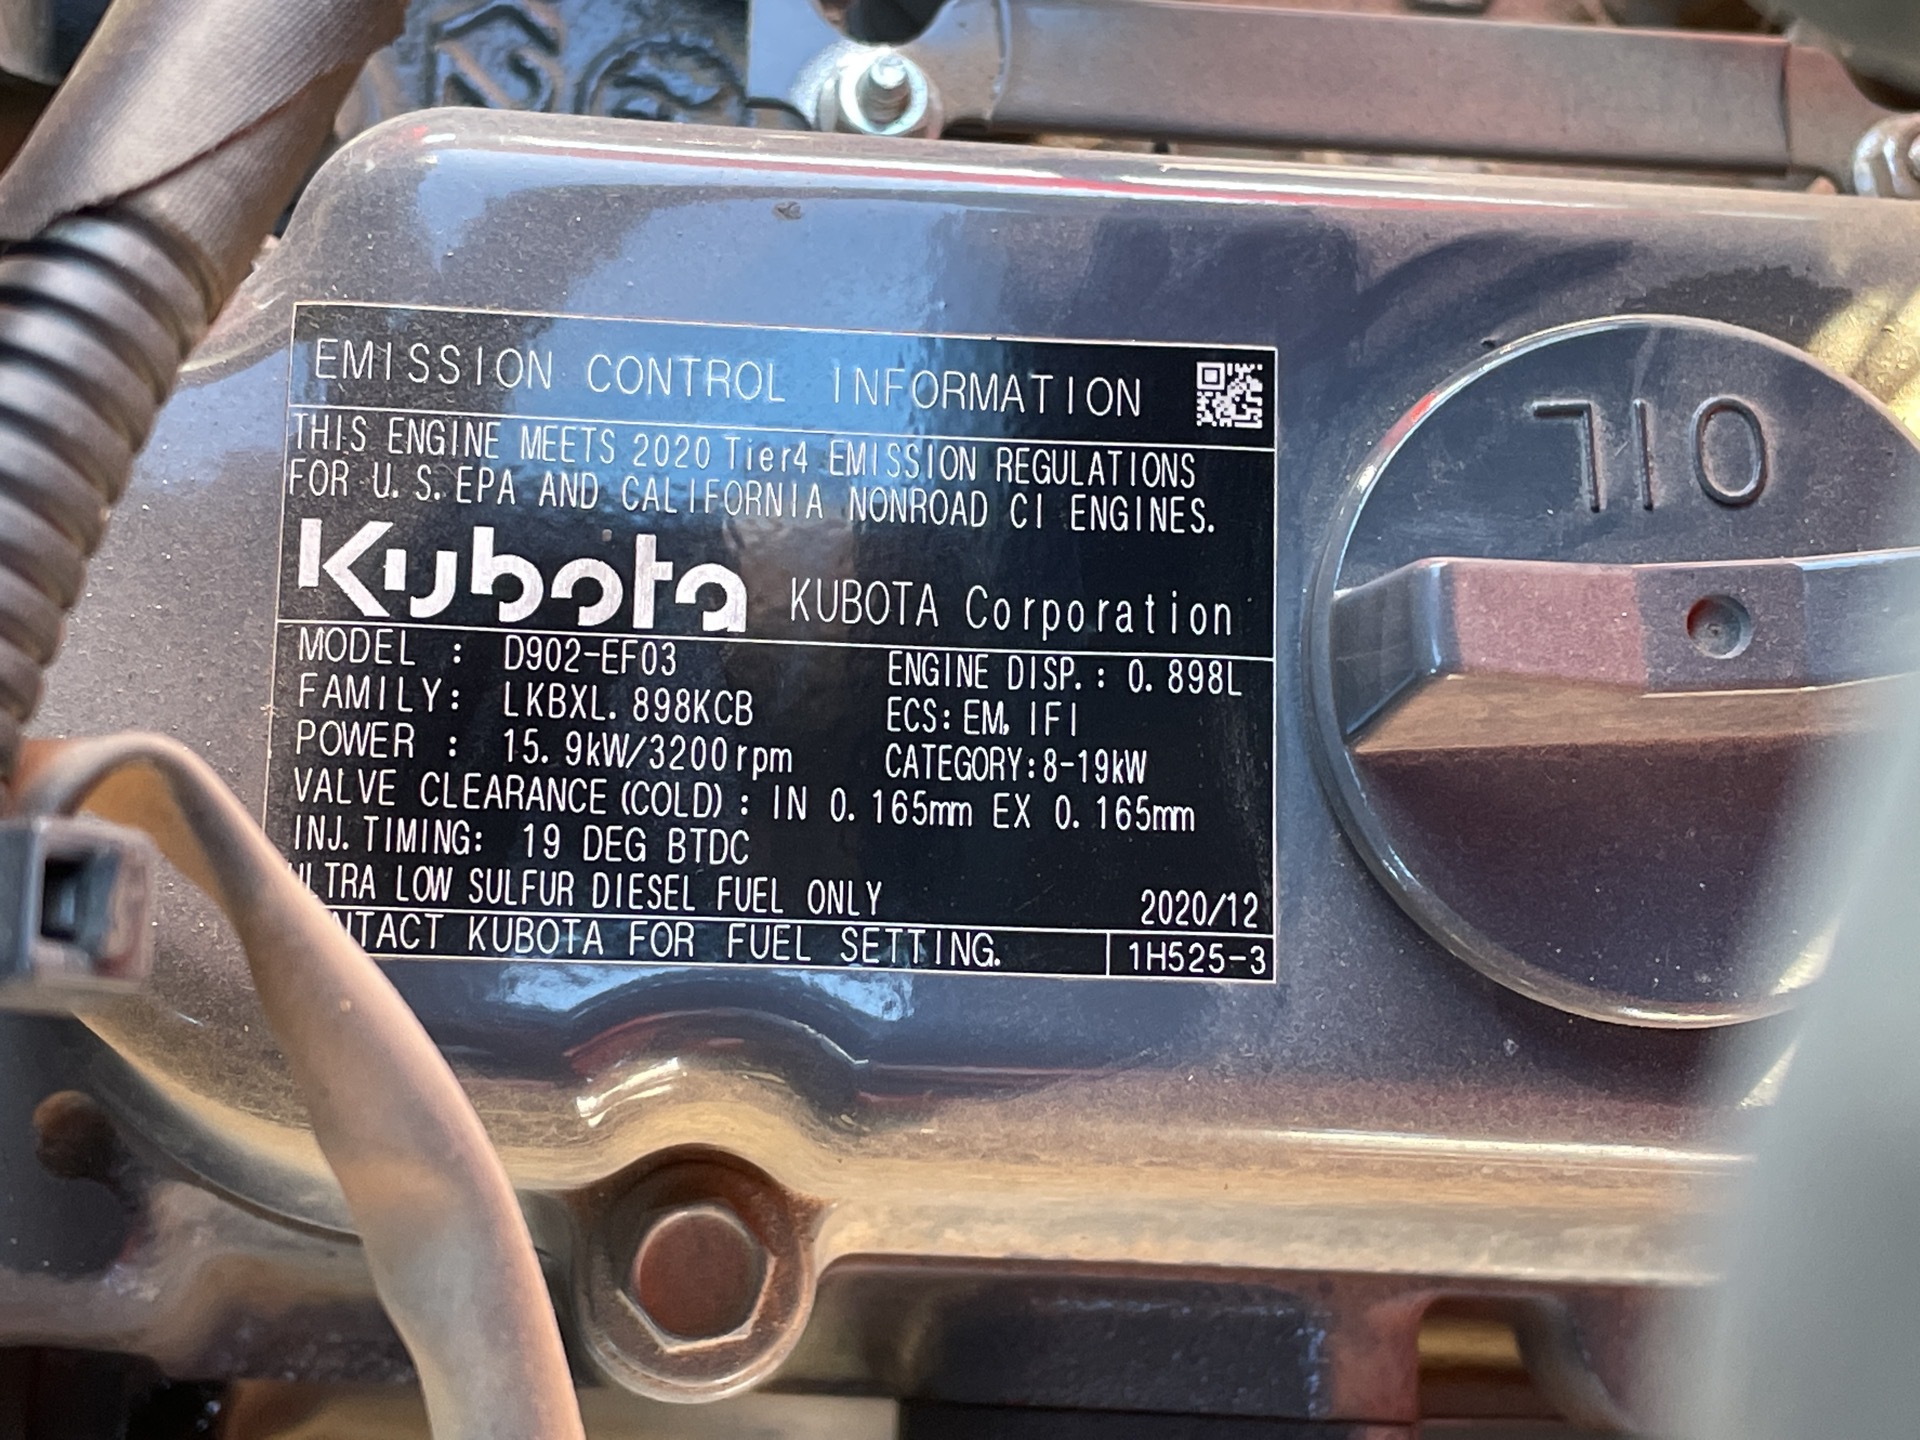 EMISSION CONTROL INFORMATION
THIS ENGINE MEETS 2020 Tier4 EMISSION REGULATIONS
FOR U.S.EPA AND CALIFORNIA NONROAD CI ENGINES.
Kubota KUBOTA Corporation
MODEL : D902-EF03 ENGINE DISP.: 0.898L
FAMILY: LKBXL.898KCB ECS:EM, IFI
POWER : 15.9kW/3200rpm CATEGORY:8-19kW
VALVE CLEARANCE(COLD): IN 0.165mm EX 0.165mm
INJ.TIMING: 19 DEG BTDC
ULTRA LOW SULFUR DIESEL FUEL ONLY 2020/12
NTACT KUBOTA FOR FUEL SETTING. 1H525-3
OIL